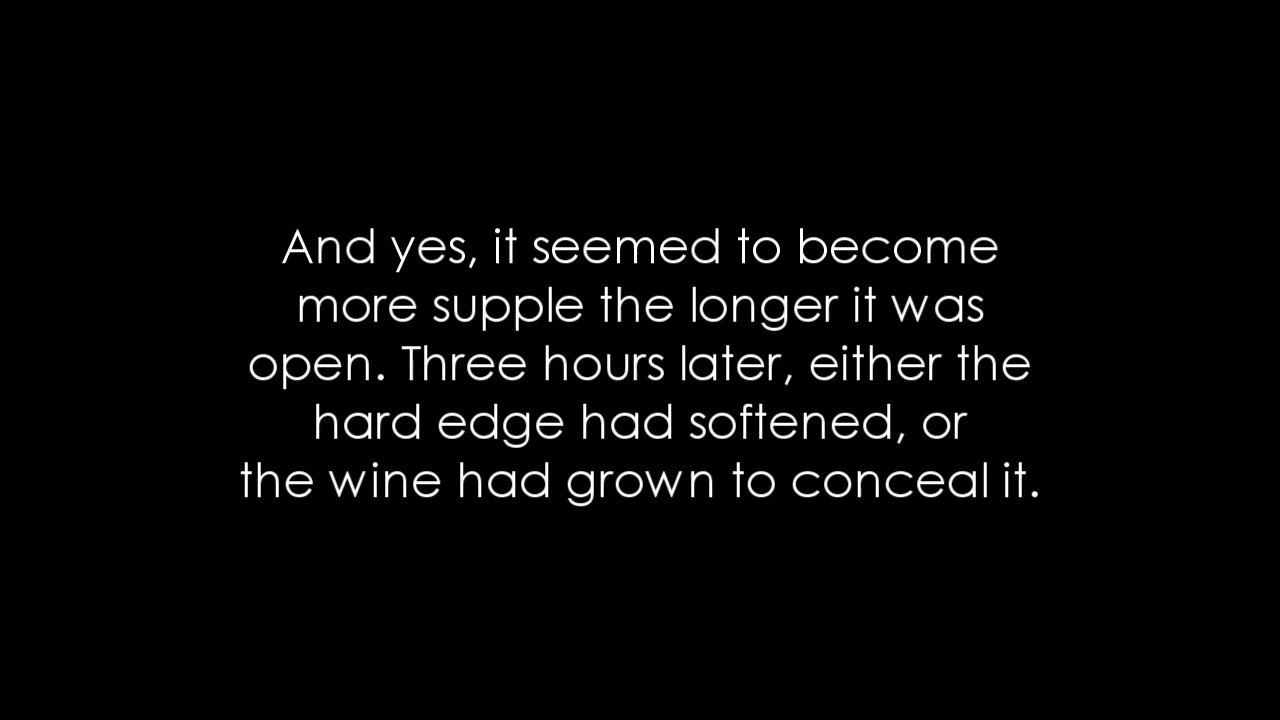 And yes, it seemed to become
more supple the longer it was
open. Three hours later, either the
hard edge had softened, or
the wine had grown to conceal it.